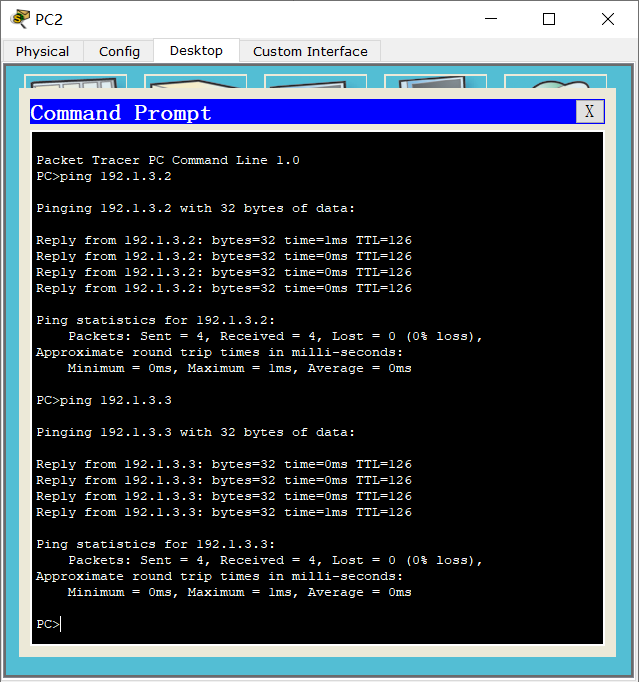 PC2
Physical Config Desktop Custom Interface
Command Prompt X
Packet Tracer PC Command Line 1.0
PC>ping 192.1.3.2
Pinging 192.1.3.2 with 32 bytes of data:
Reply from 192.1.3.2: bytes=32 time=1ms TTL=126
Reply from 192.1.3.2: bytes=32 time=0ms TTL=126
Reply from 192.1.3.2: bytes=32 time=0ms TTL=126
Reply from 192.1.3.2: bytes=32 time=0ms TTL=126
Ping statistics for 192.1.3.2:
    Packets: Sent = 4, Received = 4, Lost = 0 (0% loss),
Approximate round trip times in milli-seconds:
    Minimum = 0ms, Maximum = 1ms, Average = 0ms
PC>ping 192.1.3.3
Pinging 192.1.3.3 with 32 bytes of data:
Reply from 192.1.3.3: bytes=32 time=0ms TTL=126
Reply from 192.1.3.3: bytes=32 time=0ms TTL=126
Reply from 192.1.3.3: bytes=32 time=0ms TTL=126
Reply from 192.1.3.3: bytes=32 time=1ms TTL=126
Ping statistics for 192.1.3.3:
    Packets: Sent = 4, Received = 4, Lost = 0 (0% loss),
Approximate round trip times in milli-seconds:
    Minimum = 0ms, Maximum = 1ms, Average = 0ms
PC>